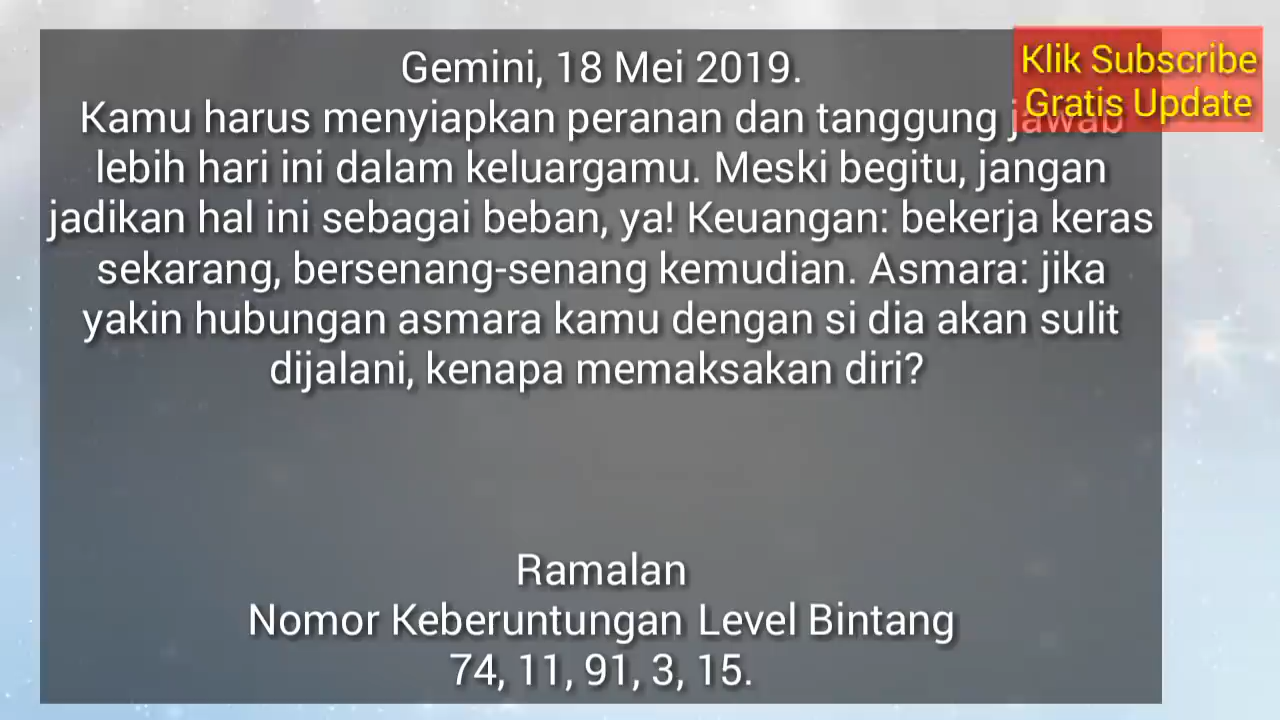 Gemini, 18 Mei 2019.
Kamu harus menyiapkan peranan dan tanggung jawab
lebih hari ini dalam keluargamu. Meski begitu, jangan
jadikan hal ini sebagai beban, ya! Keuangan: bekerja keras
sekarang, bersenang-senang kemudian. Asmara: jika
yakin hubungan asmara kamu dengan si dia akan sulit
dijalani, kenapa memaksakan diri?
Ramalan
Nomor Keberuntungan Level Bintang
74, 11, 91, 3, 15.
Klik Subscribe
Gratis Update